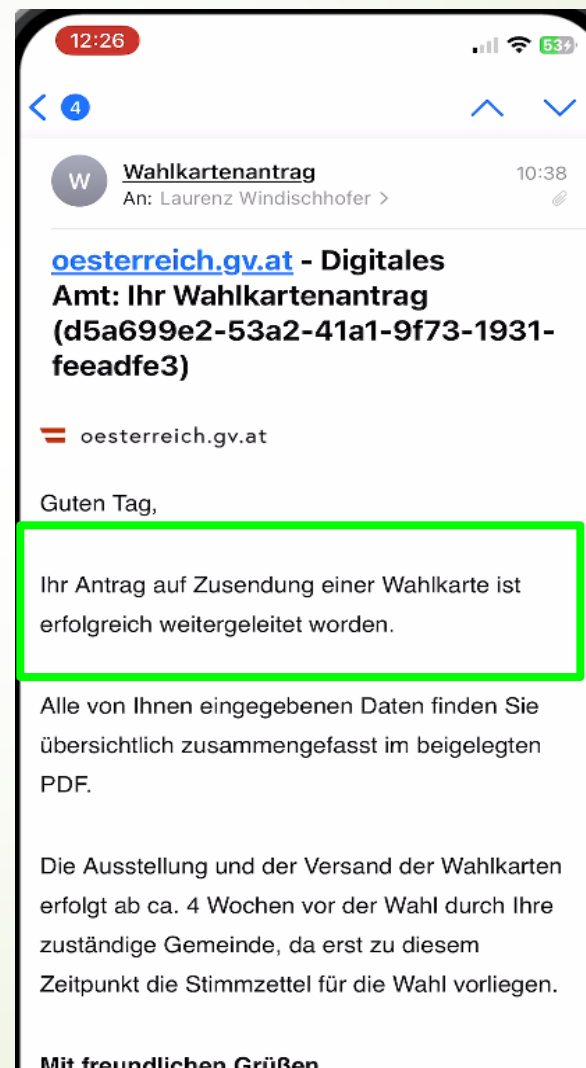 12:26
53
4
W
Wahlkartenantrag
10:38
An: Laurenz Windischhofer >
oesterreich.gv.at - Digitales
Amt: Ihr Wahlkartenantrag
(d5a699e2-53a2-41a1-9f73-1931-
feeadfe3)
oesterreich.gv.at
Guten Tag,
Ihr Antrag auf Zusendung einer Wahlkarte ist
erfolgreich weitergeleitet worden.
Alle von Ihnen eingegebenen Daten finden Sie
übersichtlich zusammengefasst im beigelegten
PDF.
Die Ausstellung und der Versand der Wahlkarten
erfolgt ab ca. 4 Wochen vor der Wahl durch Ihre
zuständige Gemeinde, da erst zu diesem
Zeitpunkt die Stimmzettel für die Wahl vorliegen.
Mit freundlichen Grüßen